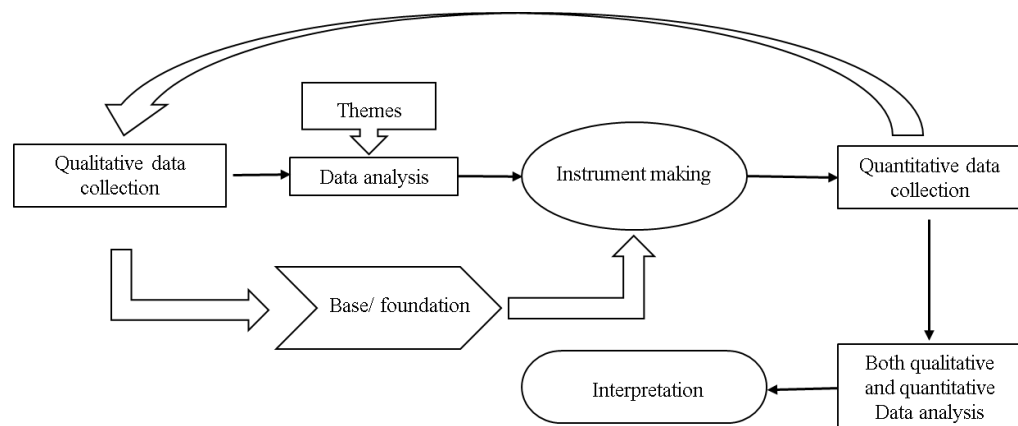 Themes
Qualitative data
collection
Data analysis
Instrument making
Quantitative data
collection
Base/ foundation
Both qualitative
and quantitative
Data analysis
Interpretation